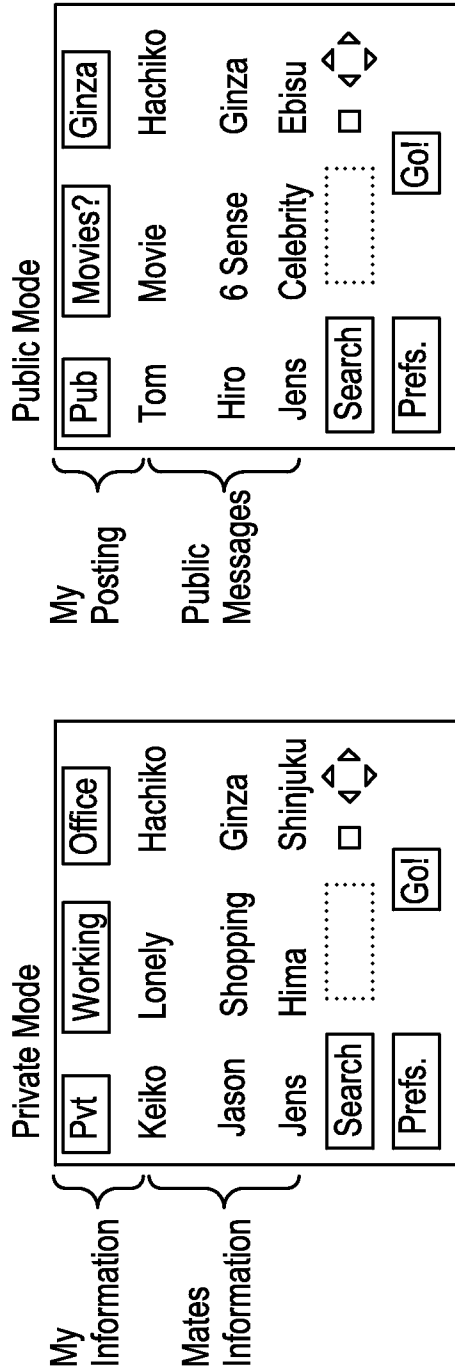 Private Mode
My
Information
Pvt Working Office
Mates
Information
Keiko Lonely Hachiko
Jason Shopping Ginza
Jens Hima Shinjuku
Search
Prefs. Go!
Public Mode
My
Posting
Pub Movies? Ginza
Public
Messages
Tom Movie Hachiko
Hiro 6 Sense Ginza
Jens Celebrity Ebisu
Search
Prefs. Go!